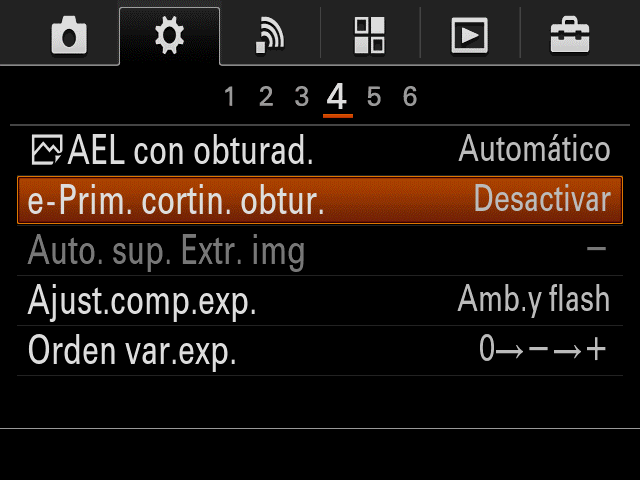 1 2 3 4 5 6
AEL con obturad. Automático
e-Prim. cortin. obtur. Desactivar
Auto. sup. Extr. img –
Ajust.comp.exp. Amb.y flash
Orden var.exp. 0→−→+